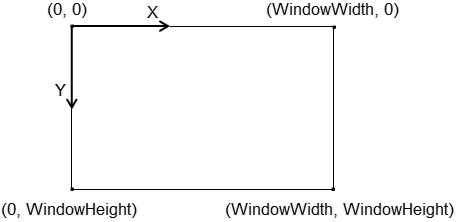 (0, 0)
X
(WindowWidth, 0)
Y
(0, WindowHeight)
(WindowWidth, WindowHeight)